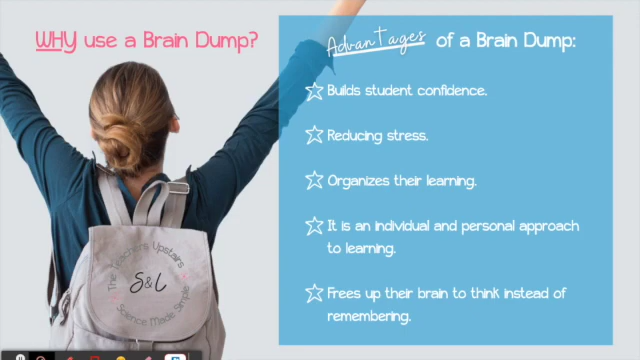 WHY use a Brain Dump?
Advantages of a Brain Dump:
Builds student confidence.
Reducing stress.
Organizes their learning.
It is an individual and personal approach
to learning.
Frees up their brain to think instead of
remembering.
The Teachers Upstairs
S&L
Science Made Simple